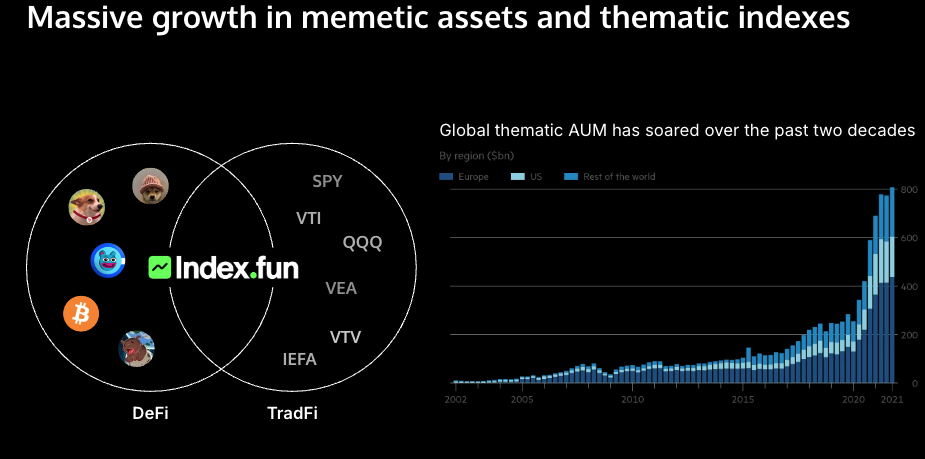 Massive growth in memetic assets and thematic indexes
SPY
VTI
QQQ
Index.fun
VEA
VTV
IEFA
DeFi
TradFi
Global thematic AUM has soared over the past two decades
By region ($bn)
Europe US Rest of the world
800
600
400
200
0
2002 2005 2010 2015 2020 2021